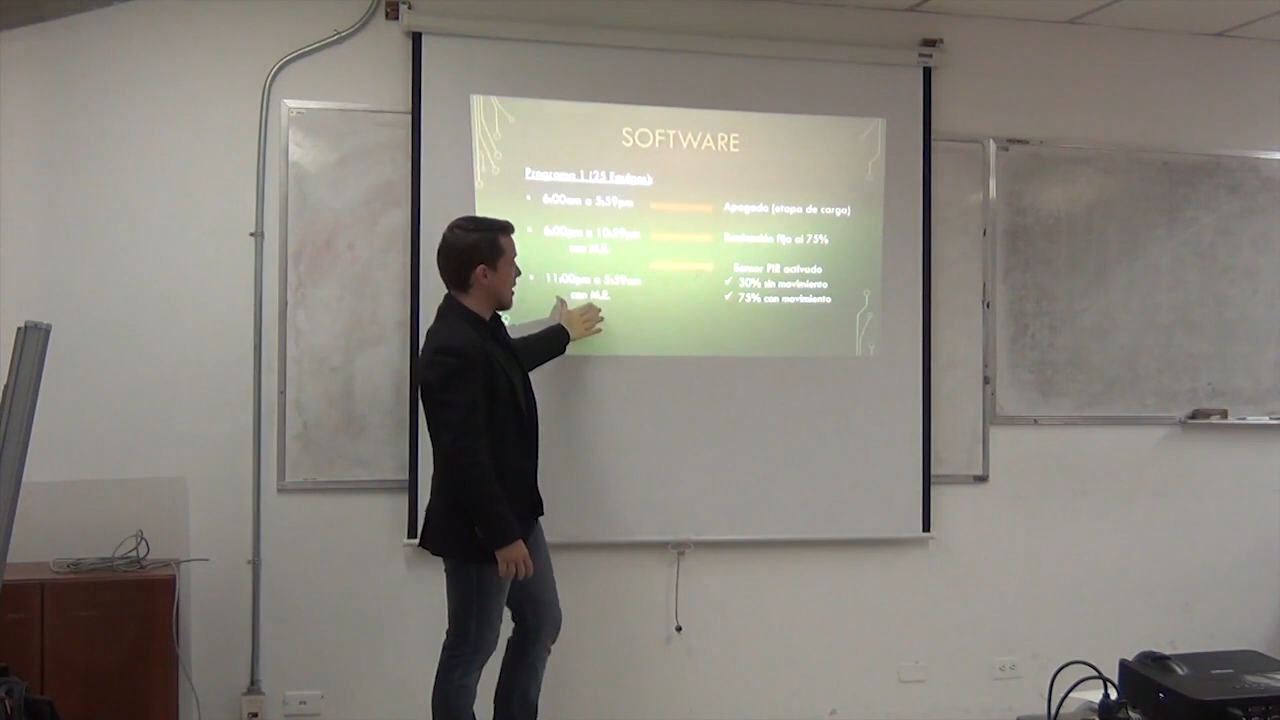 SOFTWARE
Programa 1 (25 Equipos):
• 6:00am a 5:59pm Apagado (etapa de carga)
• 6:00pm a 10:59pm Iluminación fija al 75%
con M.E.
Sensor PIR activado
• 11:00pm a 5:59am ✓ 30% sin movimiento
con M.E. ✓ 75% con movimiento